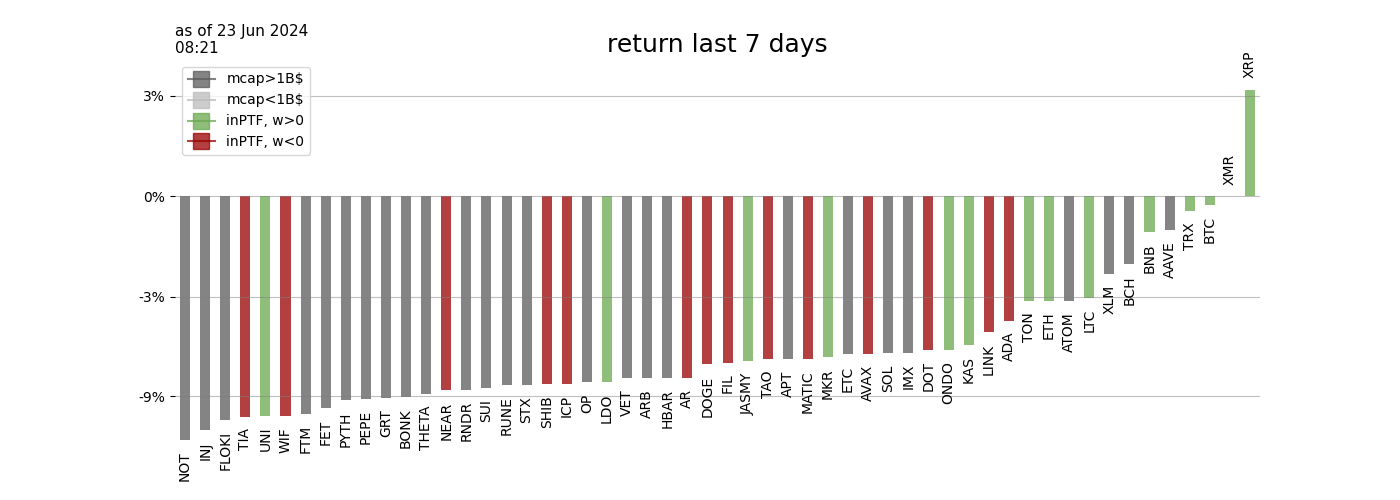 as of 23 Jun 2024
08:21
return last 7 days
mcap>1B$
mcap<1B$
inPTF, w>0
inPTF, w<0
3%
0%
-3%
-9%
NOT
INJ
FLOKI
TIA
UNI
WIF
FTM
FET
PYTH
PEPE
GRT
BONK
THETA
NEAR
RNDR
SUI
RUNE
STX
SHIB
ICP
OP
LDO
VET
ARB
HBAR
AR
DOGE
FIL
JASMY
TAO
APT
MATIC
MKR
ETC
AVAX
SOL
IMX
DOT
ONDO
KAS
LINK
ADA
TON
ETH
ATOM
LTC
XLM
BCH
BNB
AAVE
TRX
BTC
XMR
XRP